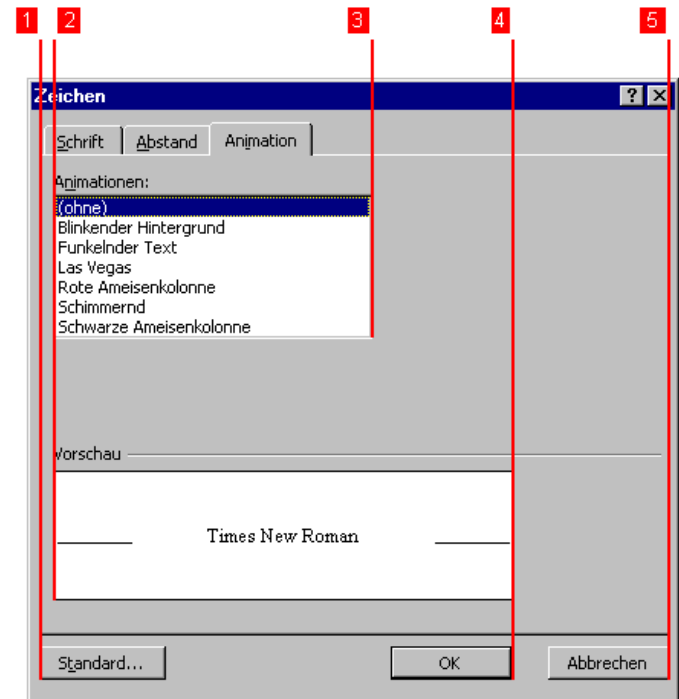 1 2 3 4 5
Zeichen
Schrift Abstand Animation
Animationen:
(ohne)
Blinkender Hintergrund
Funkelnder Text
Las Vegas
Rote Ameisenkolonne
Schimmernd
Schwarze Ameisenkolonne
Vorschau
Times New Roman
Standard... OK Abbrechen